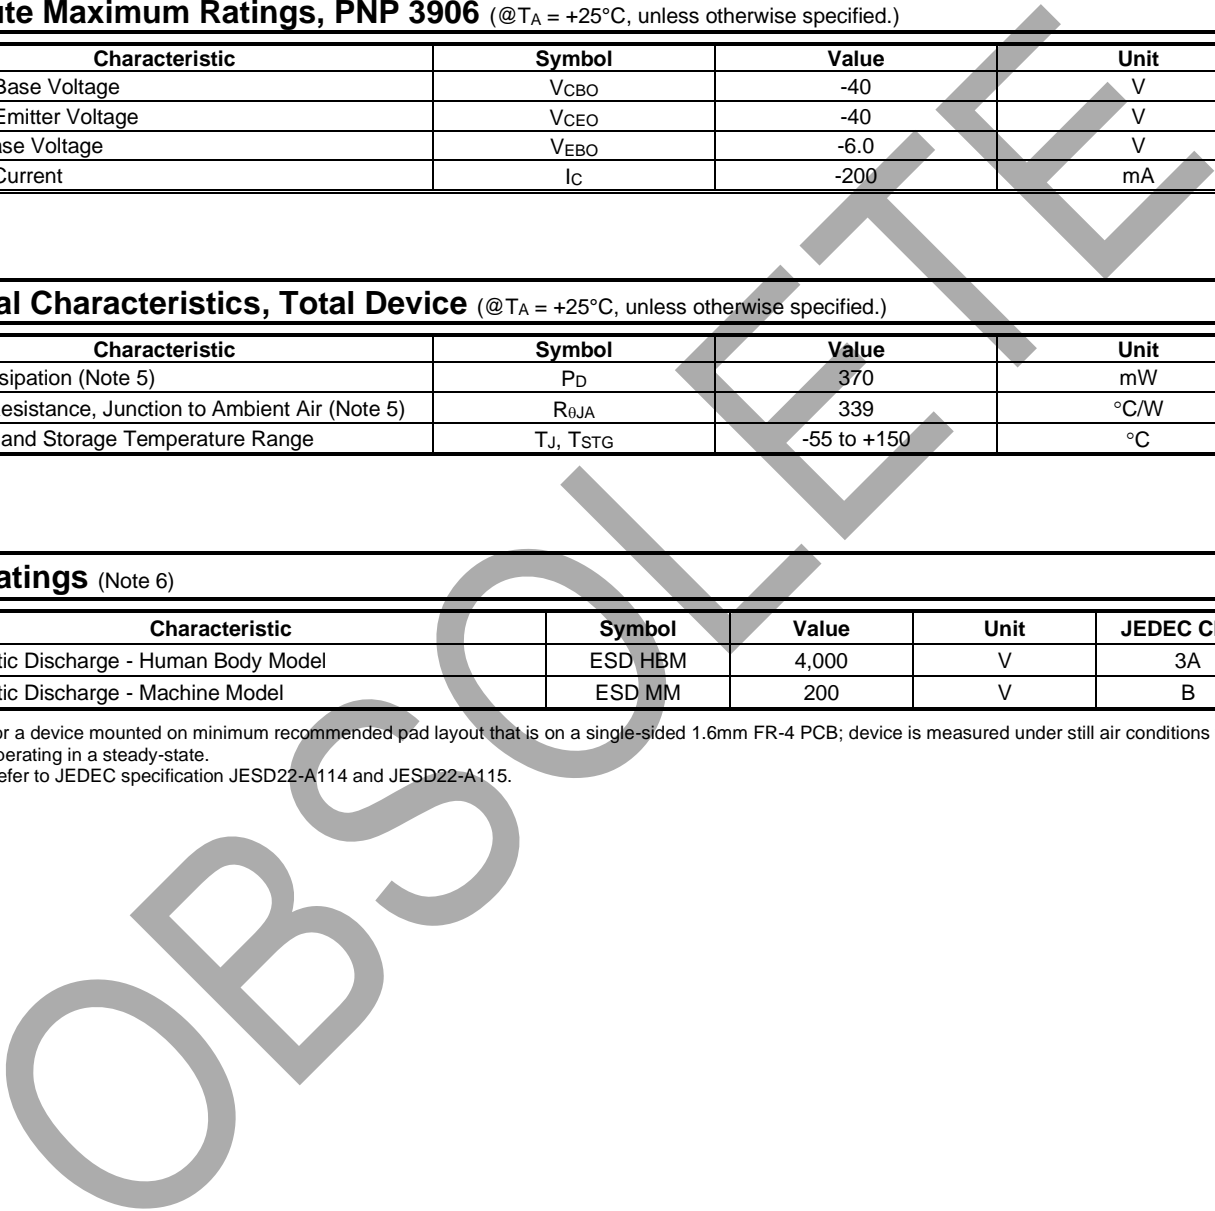 ute Maximum Ratings, PNP 3906 (@TA = +25°C, unless otherwise specified.)
Characteristic Symbol Value Unit
Base Voltage VCBO -40 V
Emitter Voltage VCEO -40 V
ase Voltage VEBO -6.0 V
Current IC -200 mA
al Characteristics, Total Device (@TA = +25°C, unless otherwise specified.)
Characteristic Symbol Value Unit
sipation (Note 5) PD 370 mW
esistance, Junction to Ambient Air (Note 5) RθJA 339 °C/W
and Storage Temperature Range TJ, TSTG -55 to +150 °C
atings (Note 6)
Characteristic Symbol Value Unit JEDEC Cl
tic Discharge - Human Body Model ESD HBM 4,000 V 3A
tic Discharge - Machine Model ESD MM 200 V B
or a device mounted on minimum recommended pad layout that is on a single-sided 1.6mm FR-4 PCB; device is measured under still air conditions
perating in a steady-state.
efer to JEDEC specification JESD22-A114 and JESD22-A115.
OBSOLETE